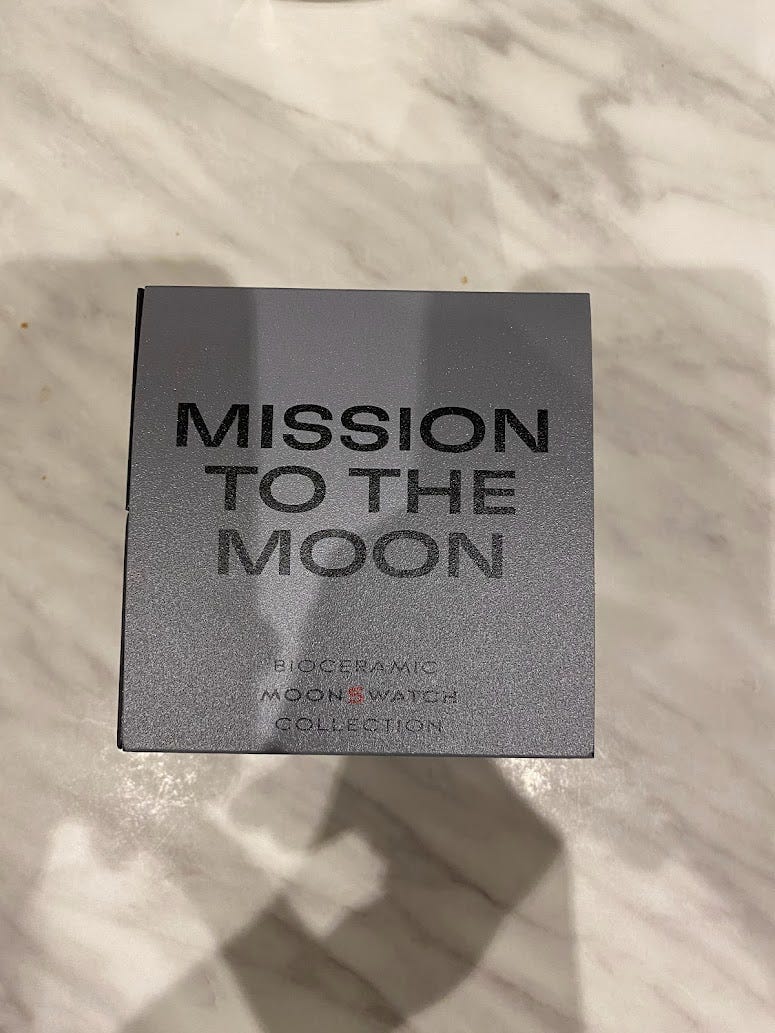 MISSION
TO THE
MOON
BIOCERAMIC
MOONSWATCH
COLLECTION